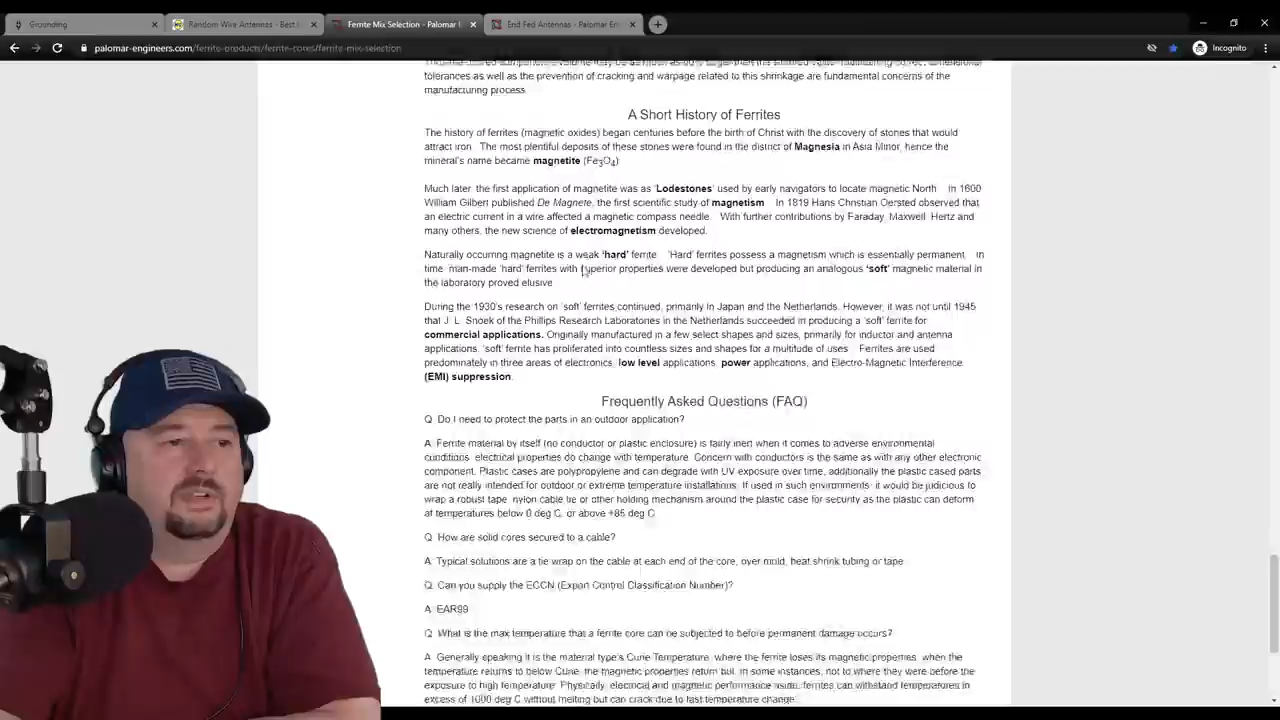 Grounding
Random Wire Antennas - Best
Ferrite Mix Selection - Palomar
End Fed Antennas - Palomar En
palomar-engineers.com/ferrite-products/ferrite-cores/ferrite-mix-selection
Incognito
tolerances as well as the prevention of cracking and warpage related to this shrinkage are fundamental concerns of the
manufacturing process.
A Short History of Ferrites
The history of ferrites (magnetic oxides) began centuries before the birth of Christ with the discovery of stones that would
attract iron. The most plentiful deposits of these stones were found in the district of Magnesia in Asia Minor, hence the
mineral's name became magnetite (Fe3O4).
Much later, the first application of magnetite was as 'Lodestones' used by early navigators to locate magnetic North. In 1600
William Gilbert published De Magnete, the first scientific study of magnetism. In 1819 Hans Christian Oersted observed that
an electric current in a wire affected a magnetic compass needle. With further contributions by Faraday, Maxwell, Hertz and
many others, the new science of electromagnetism developed.
Naturally occurring magnetite is a weak 'hard' ferrite. 'Hard' ferrites possess a magnetism which is essentially permanent. In
time, man-made 'hard' ferrites with superior properties were developed but producing an analogous 'soft' magnetic material in
the laboratory proved elusive.
During the 1930's research on 'soft' ferrites continued, primarily in Japan and the Netherlands. However, it was not until 1945
that J. L. Snoek of the Phillips Research Laboratories in the Netherlands succeeded in producing a 'soft' ferrite for
commercial applications. Originally manufactured in a few select shapes and sizes, primarily for inductor and antenna
applications, 'soft' ferrite has proliferated into countless sizes and shapes for a multitude of uses. Ferrites are used
predominately in three areas of electronics, low level applications, power applications, and Electro-Magnetic Interference
(EMI) suppression.
Frequently Asked Questions (FAQ)
Q. Do I need to protect the parts in an outdoor application?
A. Ferrite material by itself (no conductor or plastic enclosure) is fairly inert when it comes to adverse environmental
conditions, electrical properties do change with temperature. Concern with conductors is the same as with any other electronic
component. Plastic cases are polypropylene and can degrade with UV exposure over time, additionally the plastic cased parts
are not really intended for outdoor or extreme temperature installations. If used in such environments, it would be judicious to
wrap a robust tape, nylon cable tie or other holding mechanism around the plastic case for security as the plastic can deform
at temperatures below 0 deg C, or above +85 deg C
Q. How are solid cores secured to a cable?
A. Typical solutions are a tie wrap on the cable at each end of the core, over mold, heat shrink tubing or tape.
Q. Can you supply the ECCN (Export Control Classification Number)?
A. EAR99
Q. What is the max temperature that a ferrite core can be subjected to before permanent damage occurs?
A. Generally speaking it is the material type's Curie Temperature, where the ferrite loses its magnetic properties, when the
temperature returns to below Curie, the magnetic properties return but, in some instances, not to where they were before the
exposure to high temperature. Physically, electrical and magnetic performance aside, ferrites can withstand temperatures in
excess of 1000 deg C without melting but can crack due to fast temperature change.